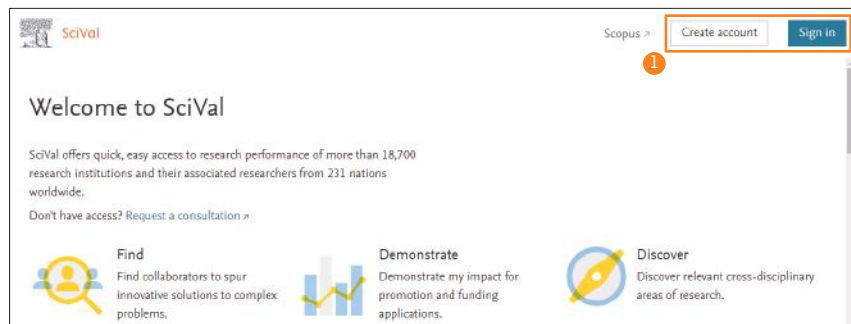 SciVal
Scopus ↗
Create account
Sign in
1
Welcome to SciVal
SciVal offers quick, easy access to research performance of more than 18,700
research institutions and their associated researchers from 231 nations
worldwide.
Don't have access? Request a consultation ↗
Find
Find collaborators to spur
innovative solutions to complex
problems.
Demonstrate
Demonstrate my impact for
promotion and funding
applications.
Discover
Discover relevant cross-disciplinary
areas of research.